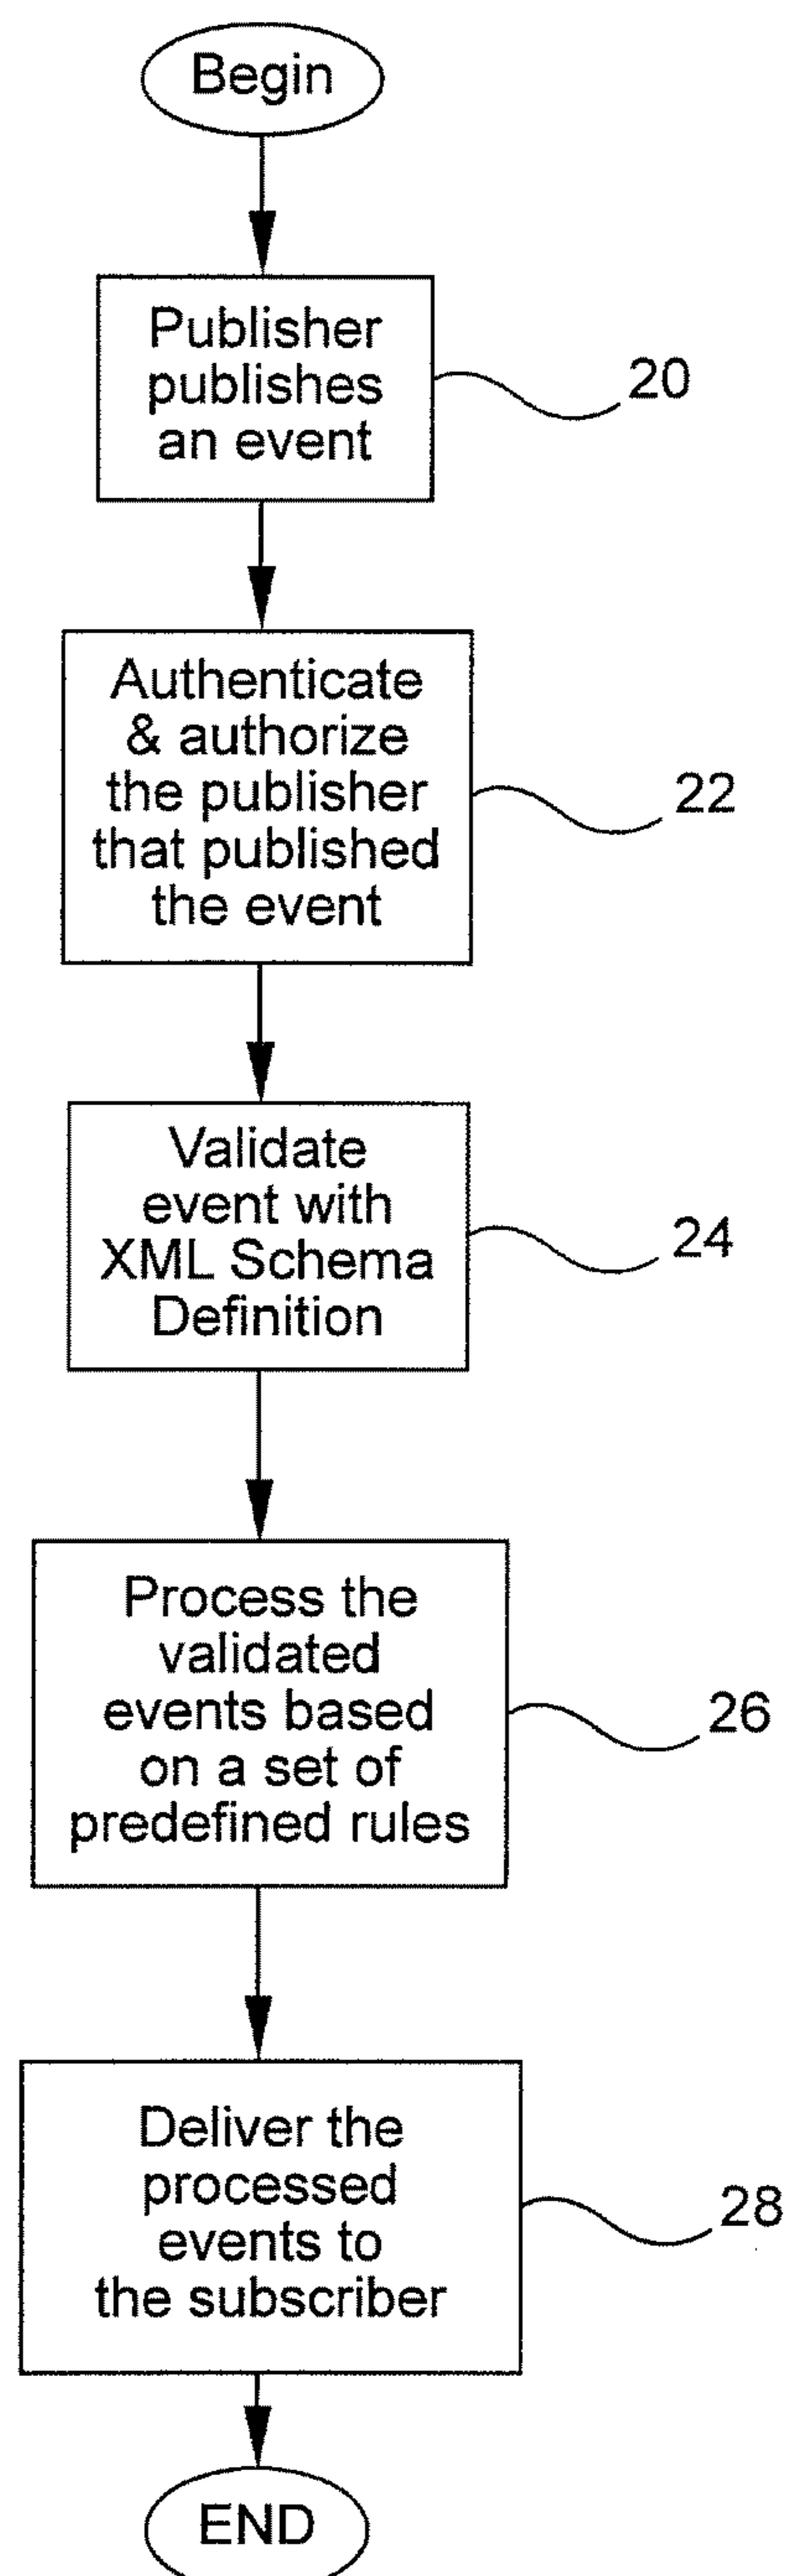 Begin
Publisher
publishes
an event
20
Authenticate
& authorize
the publisher
that published
the event
22
Validate
event with
XML Schema
Definition
24
Process the
validated
events based
on a set of
predefined rules
26
Deliver the
processed
events to
the subscriber
28
END